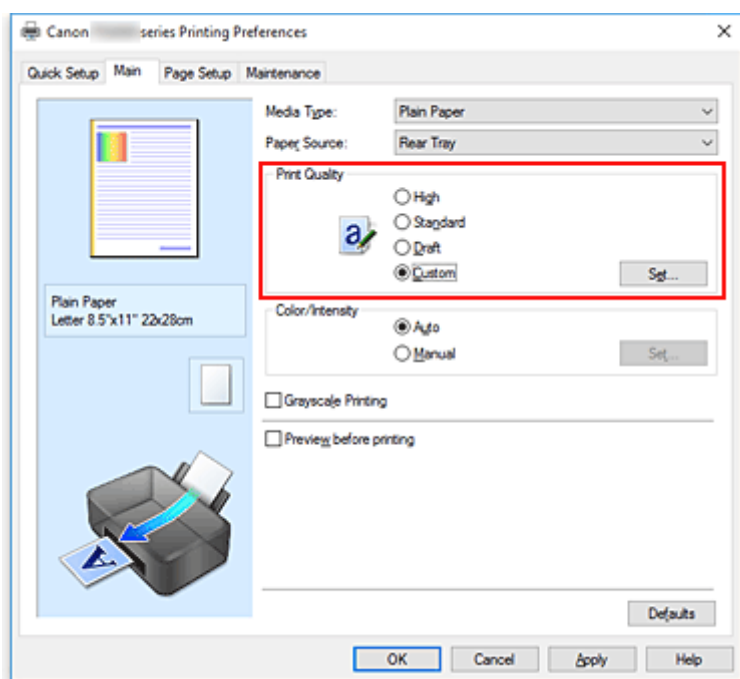 Canon series Printing Preferences
Quick Setup Main Page Setup Maintenance
Media Type: Plain Paper
Paper Source: Rear Tray
Print Quality
High
Standard
Draft
Custom Set...
Plain Paper
Letter 8.5"x11" 22x28cm
Color/Intensity
Auto
Manual Set...
Grayscale Printing
Preview before printing
Defaults
OK Cancel Apply Help